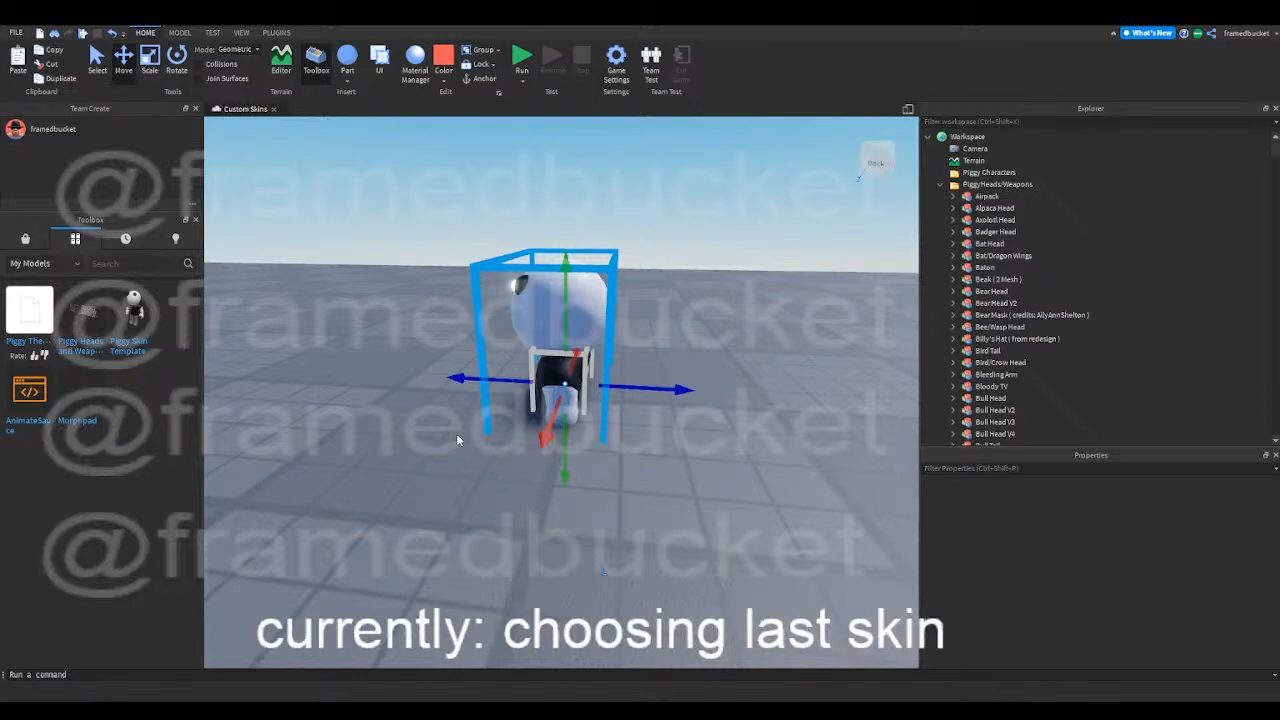 FILE
HOME
MODEL
TEST
VIEW
PLUGINS
What's New
framedbucket
Paste
Copy
Cut
Duplicate
Clipboard
Select
Move
Scale
Rotate
Mode: Geometric
Collisions
Join Surfaces
Tools
Editor
Terrain
Toolbox
Part
UI
Insert
Material
Manager
Color
Group
Lock
Anchor
Edit
Run
Test
Game
Settings
Settings
Team
Test
Team Test
Team Create
framedbucket
Toolbox
My Models
Search
Piggy The···
Piggy Heads
and Weap···
Piggy Skin
Template
Rate:
AnimateSau
ce
Morphpad
Custom Skins
Back
Z
@framedbucket
@framedbucket
@framedbucket
@framedbucket
currently: choosing last skin
Explorer
Filter workspace (Ctrl+Shift+X)
Workspace
Camera
Terrain
Piggy Characters
PiggyHeads/Weapons
Airpack
Alpaca Head
Axolotl Head
Badger Head
Bat Head
Bat/Dragon Wings
Baton
Beak ( 2 Mesh )
Bear Head
Bear Head V2
Bear Mask ( credits: AllyAnnShelton )
Bee/Wasp Head
Billy's Hat ( from redesign )
Bird Tail
Bird/Crow Head
Bleeding Arm
Bloody TV
Bull Head
Bull Head V2
Bull Head V3
Bull Head V4
Properties
Filter Properties (Ctrl+Shift+P)
Run a command